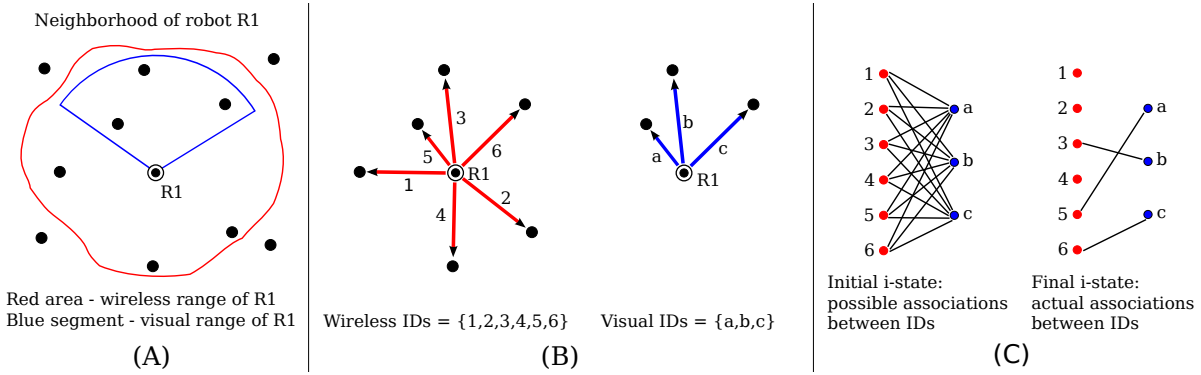 Neighborhood of robot R1
R1
Red area - wireless range of R1
Blue segment - visual range of R1
(A)
3
5
6
R1
1
2
4
Wireless IDs = {1,2,3,4,5,6}
b
a
c
R1
Visual IDs = {a,b,c}
(B)
1
2
3
4
5
6
a
b
c
Initial i-state:
possible associations
between IDs
1
2
3
4
5
6
a
b
c
Final i-state:
actual associations
between IDs
(C)